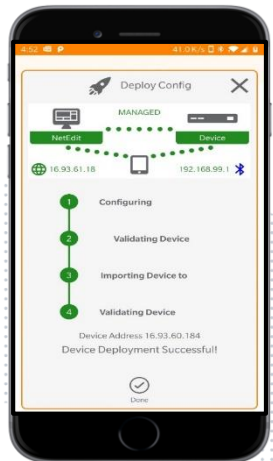 4:52
41.0K/s
Deploy Config
MANAGED
NetEdit
Device
16.93.61.18
192.168.99.1
1 Configuring
2 Validating Device
3 Importing Device to
4 Validating Device
Device Address 16.93.60.184
Device Deployment Successful!
Done